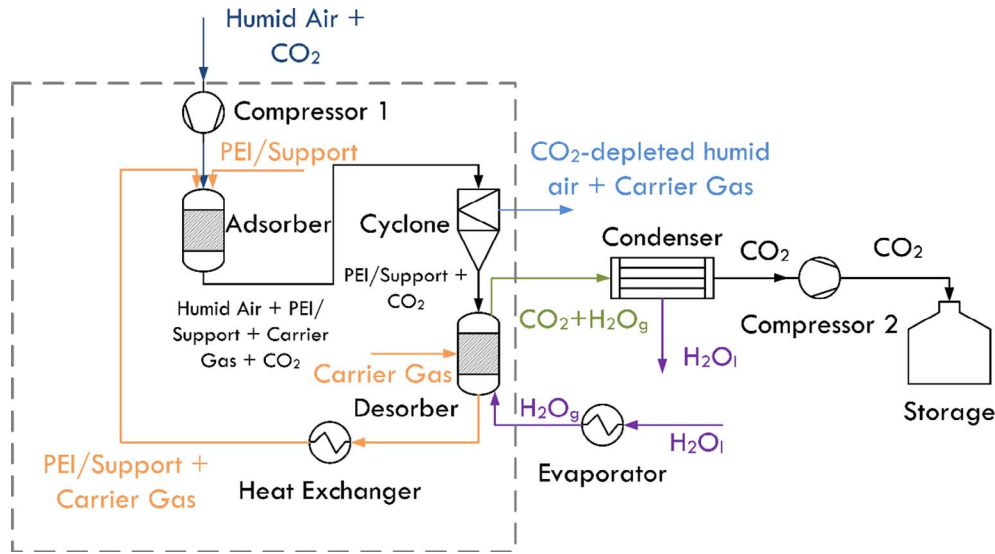 Humid Air +
CO₂
Compressor 1
PEI/Support
CO₂-depleted humid
air + Carrier Gas
Adsorber
Cyclone
Condenser
CO₂
CO₂
PEI/Support +
CO₂
Humid Air + PEI/
Support + Carrier
Gas + CO₂
CO₂+H₂Og
Compressor 2
H₂Ol
Carrier Gas
Desorber
H₂Og
H₂Ol
Storage
PEI/Support +
Carrier Gas
Heat Exchanger
Evaporator